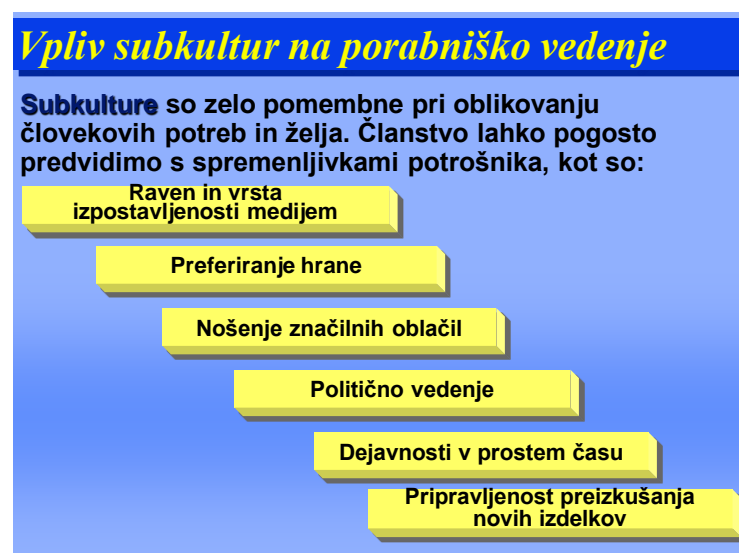 Vpliv subkultur na porabniško vedenje
Subkulture so zelo pomembne pri oblikovanju
človekovih potreb in želja. Članstvo lahko pogosto
predvidimo s spremenljivkami potrošnika, kot so:
Raven in vrsta
izpostavljenosti medijem
Preferiranje hrane
Nošenje značilnih oblačil
Politično vedenje
Dejavnosti v prostem času
Pripravljenost preizkušanja
novih izdelkov